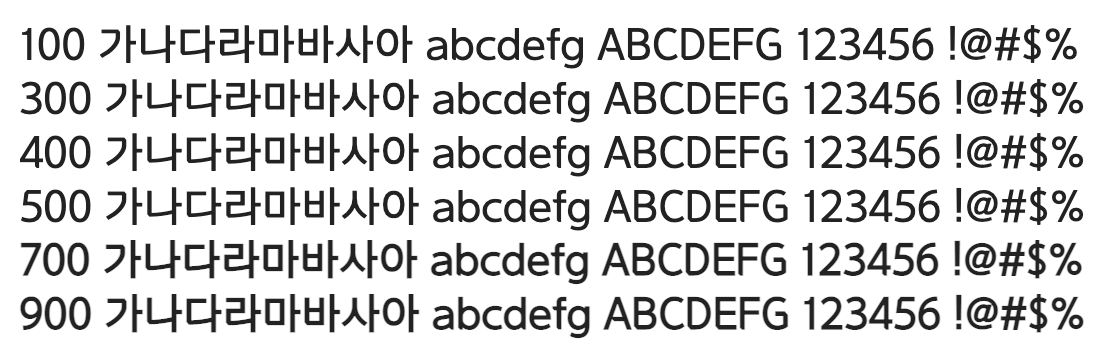 100 가나다라마바사아 abcdefg ABCDEFG 123456 !@#$%
300 가나다라마바사아 abcdefg ABCDEFG 123456 !@#$%
400 가나다라마바사아 abcdefg ABCDEFG 123456 !@#$%
500 가나다라마바사아 abcdefg ABCDEFG 123456 !@#$%
700 가나다라마바사아 abcdefg ABCDEFG 123456 !@#$%
900 가나다라마바사아 abcdefg ABCDEFG 123456 !@#$%